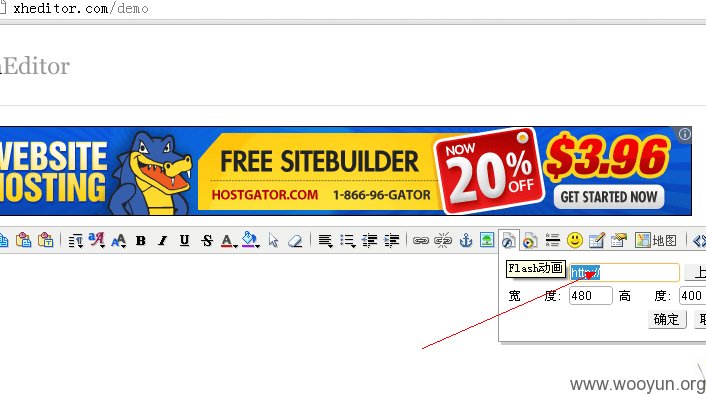 xheditor.com/demo
Editor
WEBSITE
HOSTING
FREE SITEBUILDER
HOSTGATOR.COM 1-866-96-GATOR
NOW
20% OFF
$3.96
GET STARTED NOW
B I U S A
地图
Flash动画
http://
上
宽 度: 480 高 度: 400
确定
www.wooyun.org